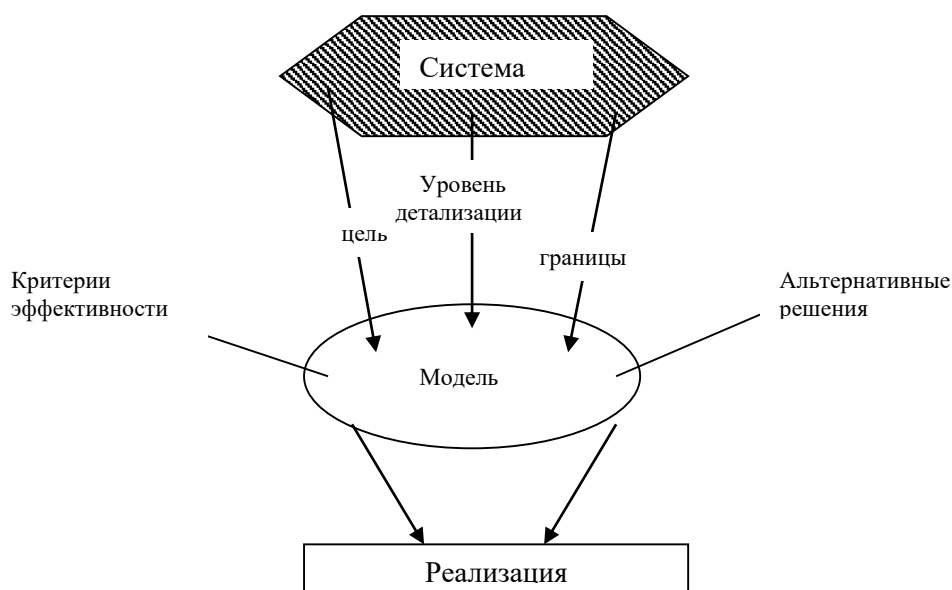 Система
Уровень
детализации
цель
границы
Критерии
эффективности
Альтернативные
решения
Модель
Реализация